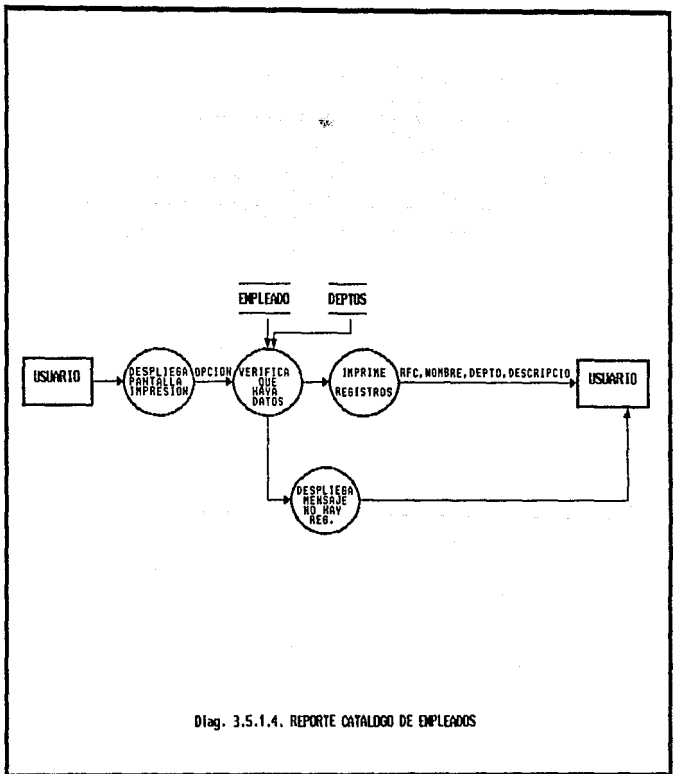 EMPLEADO
DEPTOS
USUARIO
DESPLIEGA
PANTALLA
IMPRESION
OPCION
VERIFICA
QUE
HAYA
DATOS
IMPRIME
REGISTROS
RFC,NOMBRE,DEPTO,DESCRIPCIO
USUARIO
DESPLIEGA
MENSAJE
NO HAY
REG.
Diag. 3.5.1.4. REPORTE CATALOGO DE EMPLEADOS